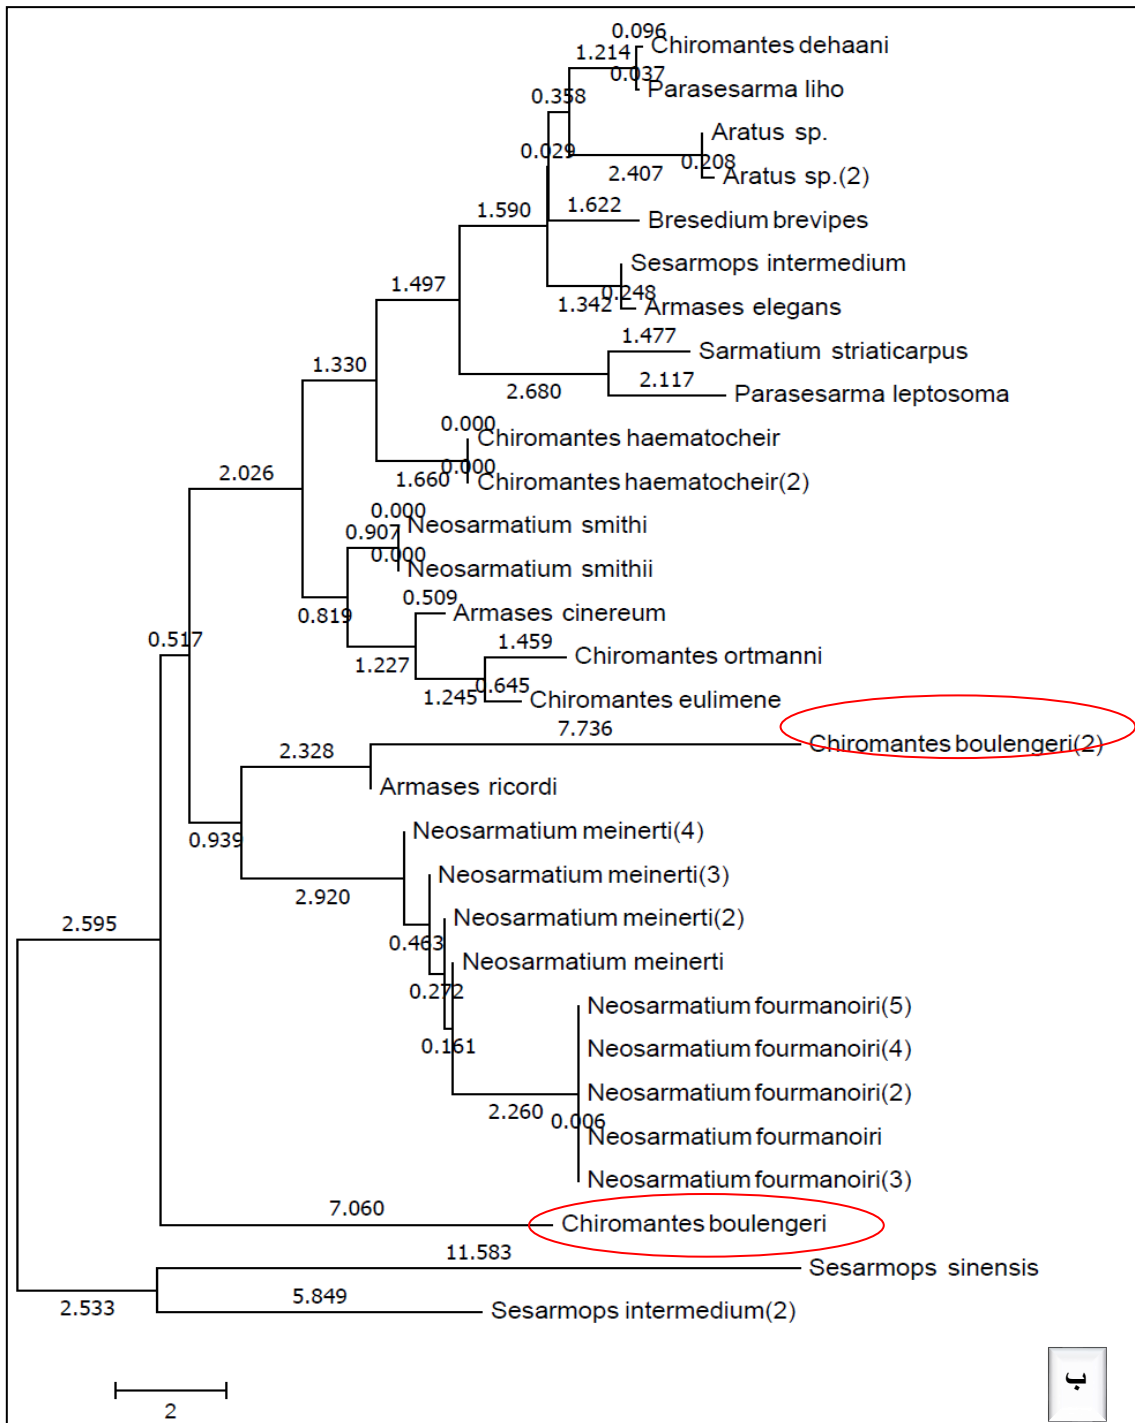 0.096
Chiromantes dehaani
1.214
0.037
Parasesarma liho
0.358
Aratus sp.
0.029
0.208
2.407
Aratus sp.(2)
1.590
1.622
Bresedium brevipes
Sesarmops intermedium
1.497
0.248
1.342
Armases elegans
1.477
Sarmatium striaticarpus
1.330
2.680
2.117
Parasesarma leptosoma
0.000
Chiromantes haematocheir
0.000
2.026
1.660
Chiromantes haematocheir(2)
0.000
Neosarmatium smithi
0.907
0.000
Neosarmatium smithii
0.509
Armases cinereum
0.819
0.517
1.459
Chiromantes ortmanni
1.227
0.645
1.245
Chiromantes eulimene
7.736
Chiromantes boulengeri(2)
2.328
Armases ricordi
Neosarmatium meinerti(4)
0.939
Neosarmatium meinerti(3)
2.920
Neosarmatium meinerti(2)
2.595
0.463
Neosarmatium meinerti
0.272
Neosarmatium fourmanoiri(5)
0.161
Neosarmatium fourmanoiri(4)
Neosarmatium fourmanoiri(2)
2.260
0.006
Neosarmatium fourmanoiri
Neosarmatium fourmanoiri(3)
7.060
Chiromantes boulengeri
11.583
Sesarmops sinensis
2.533
5.849
Sesarmops intermedium(2)
ب
2